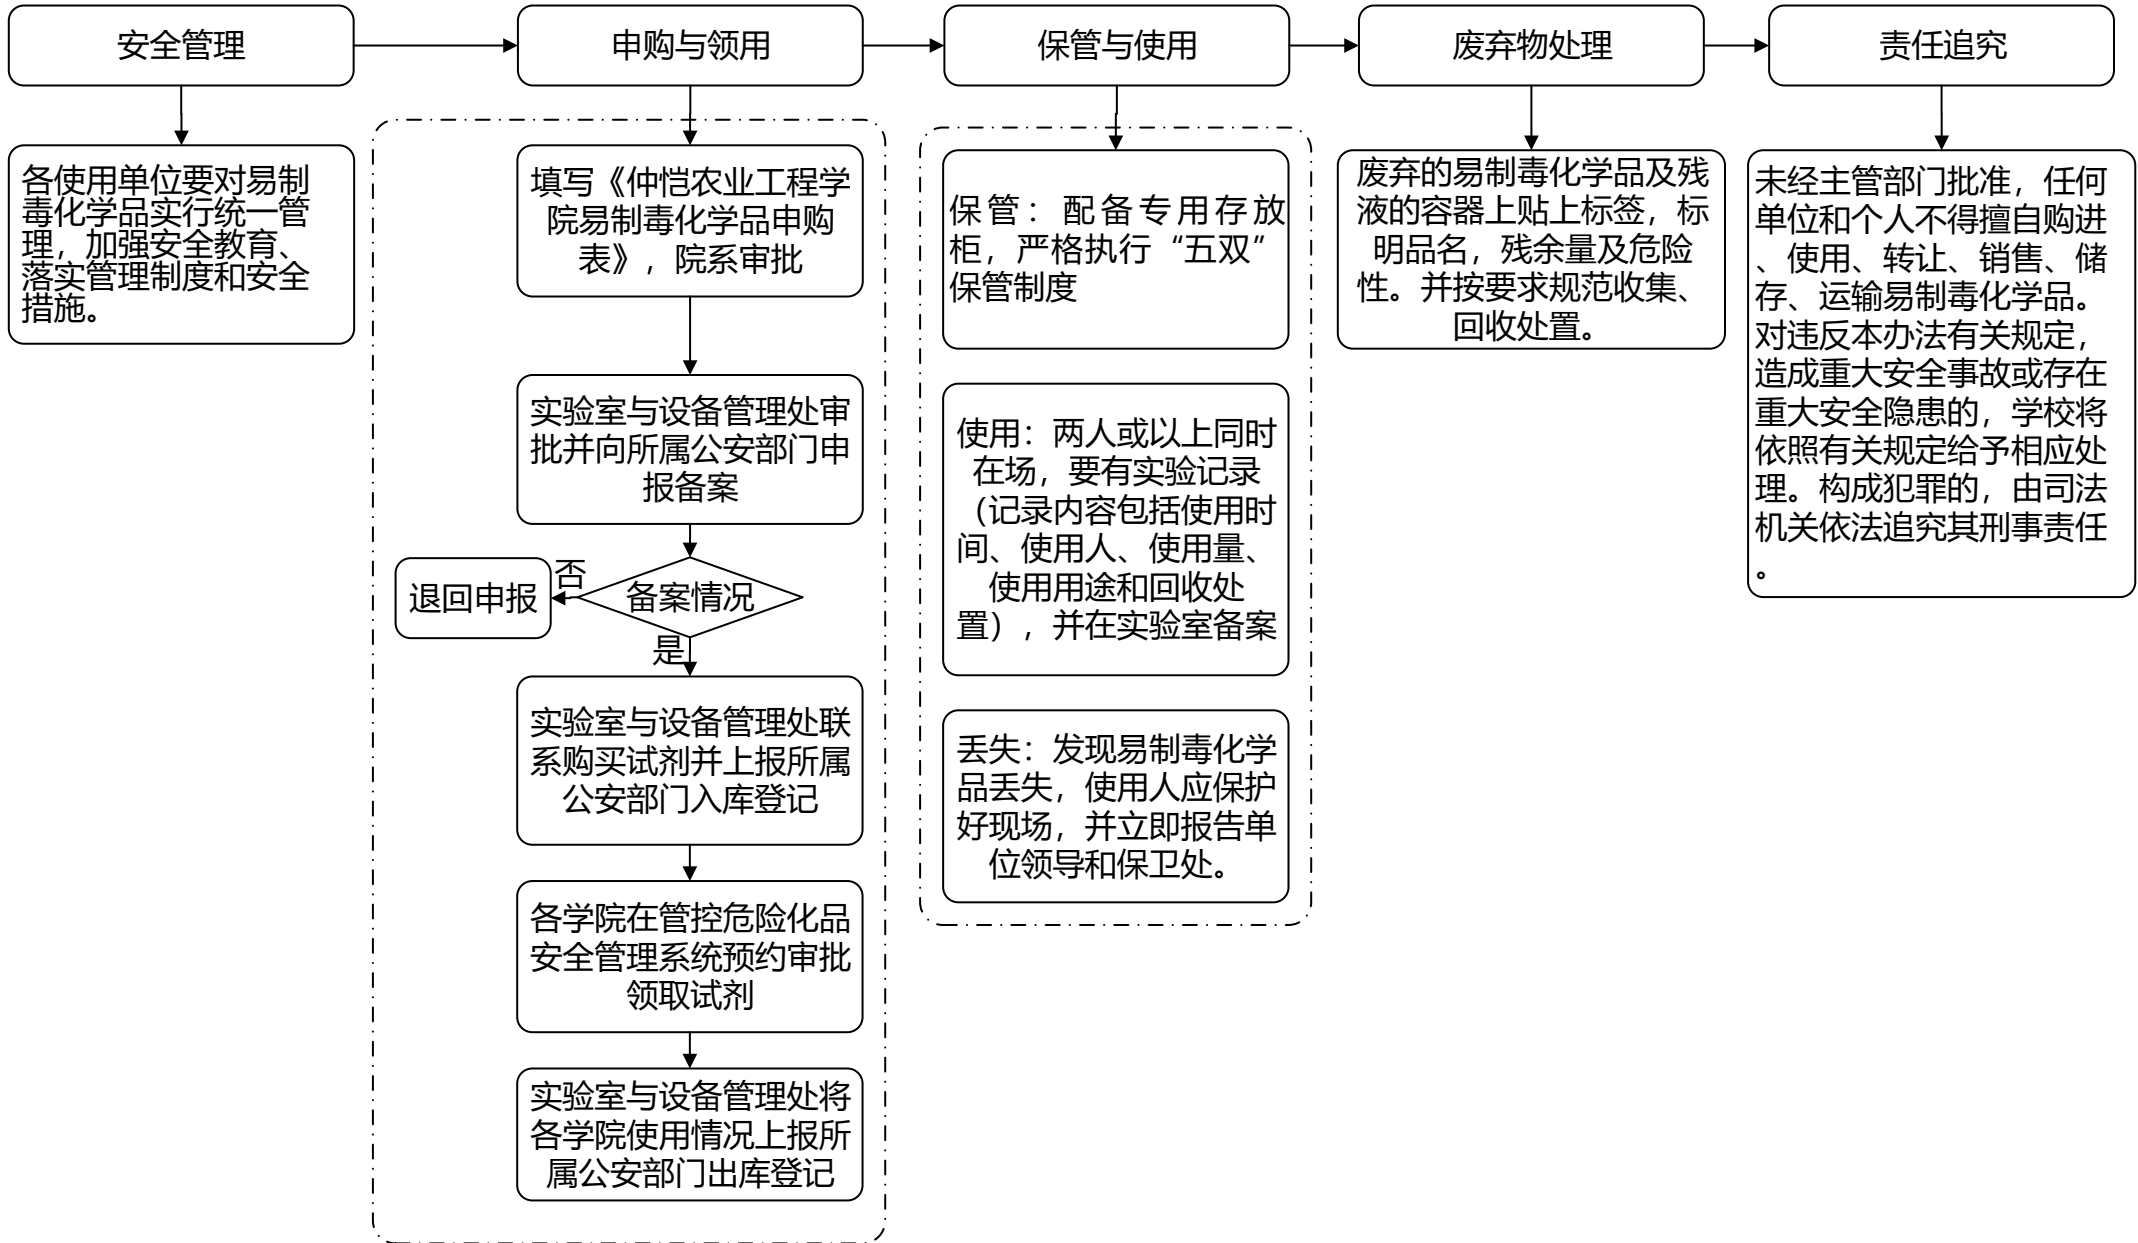 安全管理
申购与领用
保管与使用
废弃物处理
责任追究
各使用单位要对易制
毒化学品实行统一管
理，加强安全教育、
落实管理制度和安全
措施。
填写《仲恺农业工程学
院易制毒化学品申购
表》，院系审批
实验室与设备管理处审
批并向所属公安部门申
报备案
备案情况
否
退回申报
是
实验室与设备管理处联
系购买试剂并上报所属
公安部门入库登记
各学院在管控危险化品
安全管理系统预约审批
领取试剂
实验室与设备管理处将
各学院使用情况上报所
属公安部门出库登记
保管：配备专用存放
柜，严格执行“五双”
保管制度
使用：两人或以上同时
在场，要有实验记录
（记录内容包括使用时
间、使用人、使用量、
使用用途和回收处
置），并在实验室备案
丢失：发现易制毒化学
品丢失，使用人应保护
好现场，并立即报告单
位领导和保卫处。
废弃的易制毒化学品及残
液的容器上贴上标签，标
明品名，残余量及危险
性。并按要求规范收集、
回收处置。
未经主管部门批准，任何
单位和个人不得擅自购进
、使用、转让、销售、储
存、运输易制毒化学品。
对违反本办法有关规定，
造成重大安全事故或存在
重大安全隐患的，学校将
依照有关规定给予相应处
理。构成犯罪的，由司法
机关依法追究其刑事责任
。